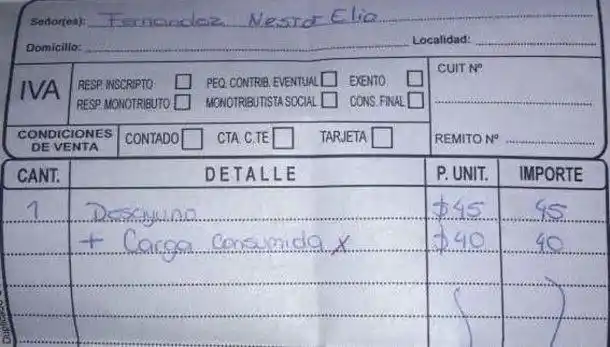 Señor(es): Fernandez Nestor Elio
Domicilio: Localidad:
IVA RESP. INSCRIPTO PEQ. CONTRIB. EVENTUAL EXENTO CUIT Nº
RESP. MONOTRIBUTO MONOTRIBUTISTA SOCIAL CONS. FINAL
CONDICIONES DE VENTA CONTADO CTA. C.TE TARJETA REMITO Nº
CANT. DETALLE P. UNIT. IMPORTE
1 Desayuno $45 45
+ Carga consumida x $40 40
Duplicado